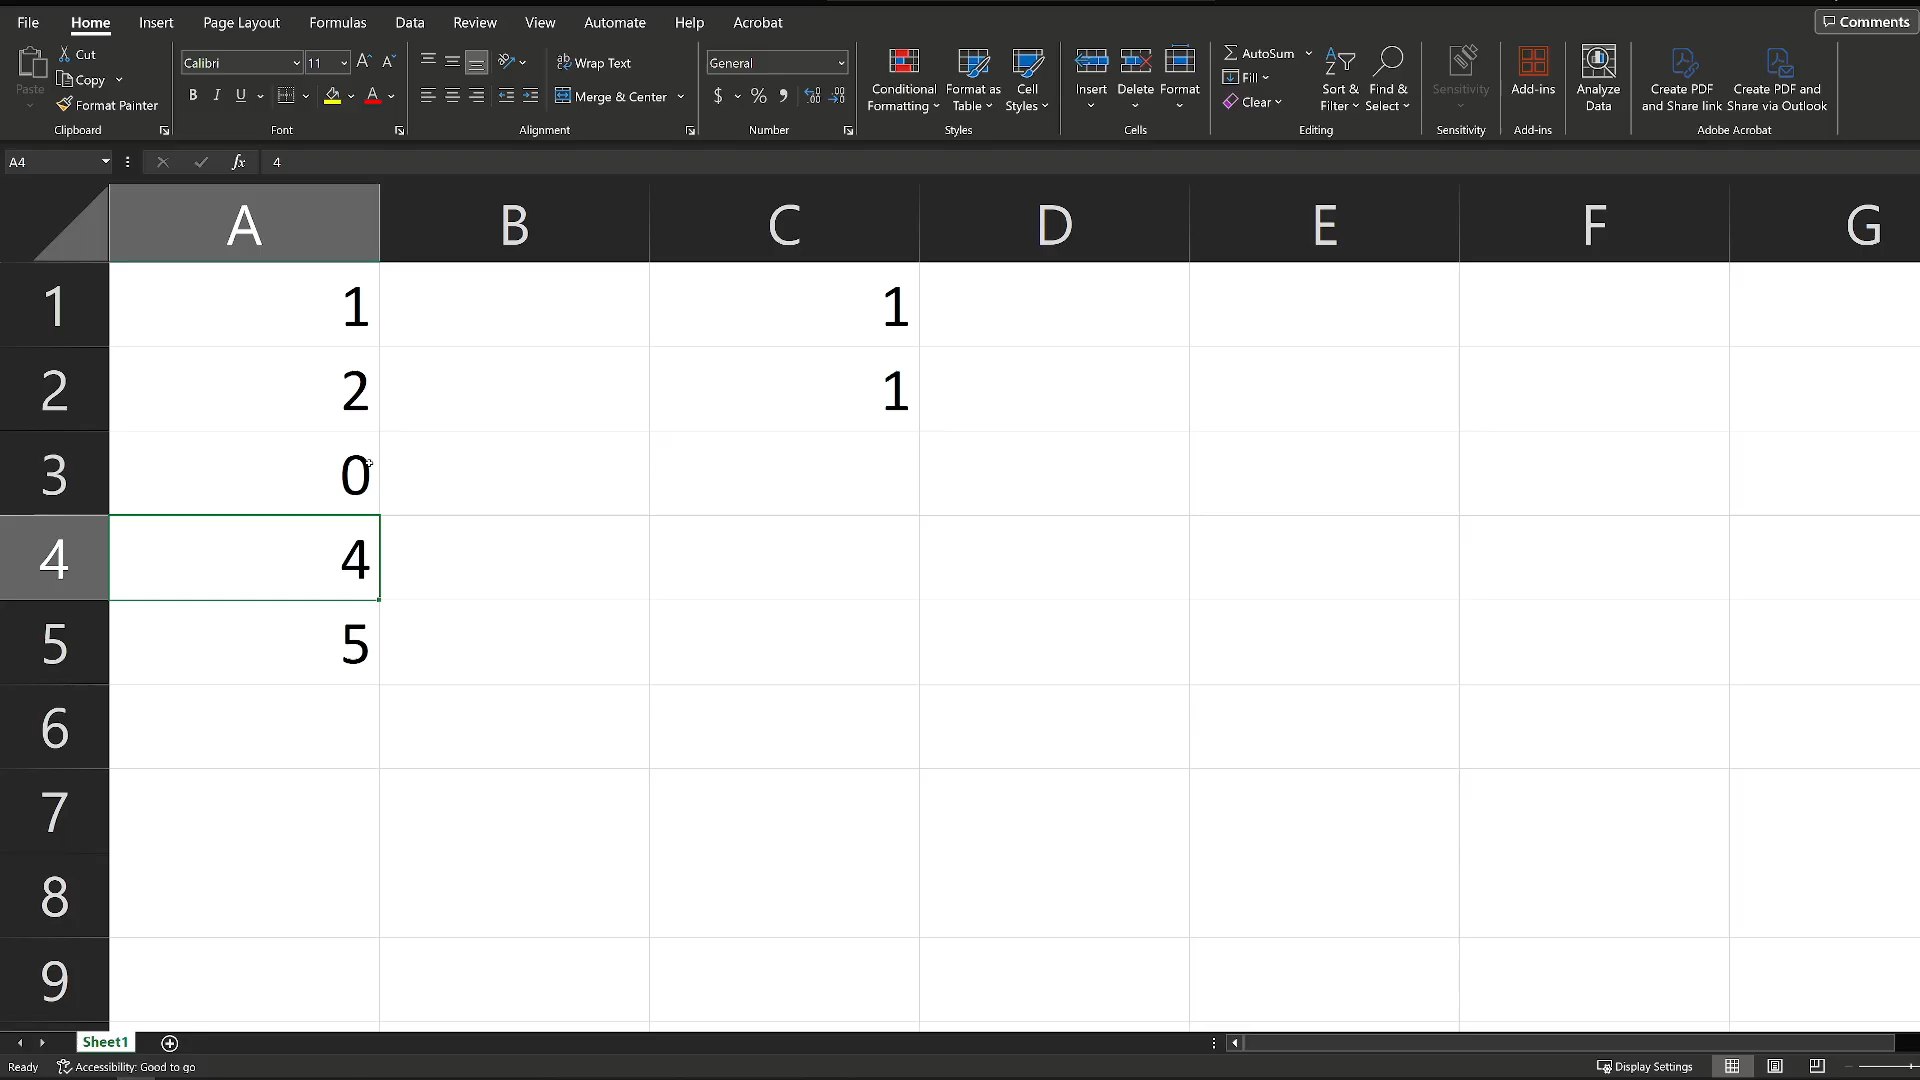 File Home Insert Page Layout Formulas Data Review View Automate Help Acrobat Comments
Paste Cut Copy Format Painter Clipboard
Calibri 11 B I U A Font
Wrap Text Merge & Center Alignment
General $ % Number
Conditional Formatting Format as Table Cell Styles Styles
Insert Delete Format Cells
AutoSum Fill Clear Sort & Filter Find & Select Editing
Sensitivity Sensitivity
Add-ins Add-ins
Analyze Data
Create PDF and Share link Create PDF and Share via Outlook Adobe Acrobat
A4 fx 4
A B C D E F G
1 1 1
2 2 1
3 0
4 4
5 5
6
7
8
9
Sheet1
Ready Accessibility: Good to go Display Settings